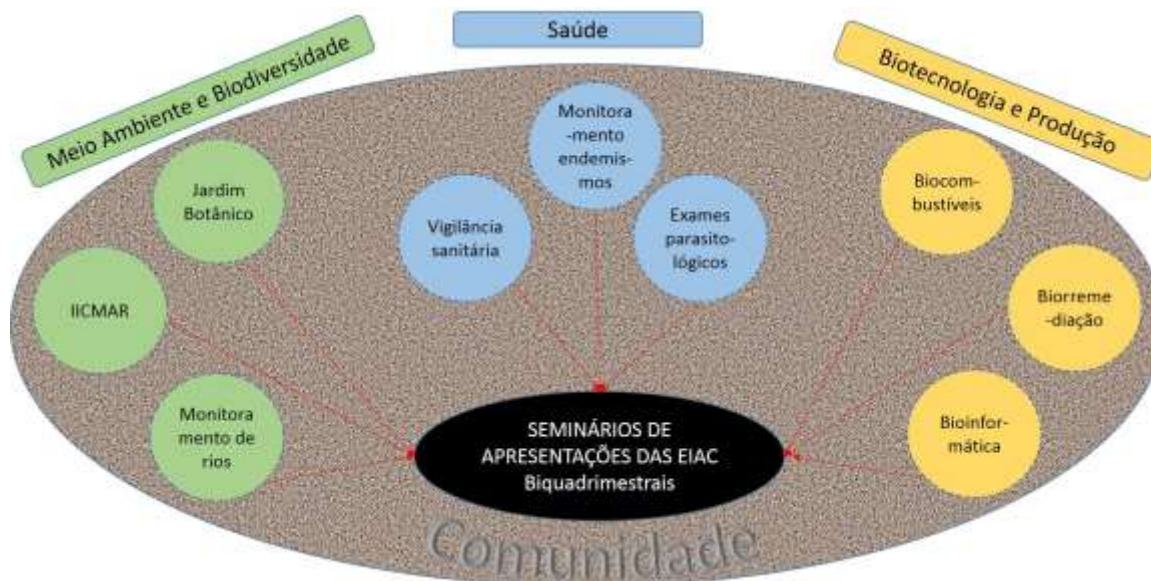 Meio Ambiente e Biodiversidade
Saúde
Biotecnologia e Produção
Jardim
Botânico
IICMAR
Monitora
mento de
rios
Vigilância
sanitária
Monitora
-mento
endemis-
mos
Exames
parasito-
lógicos
Biocom-
bustíveis
Biorreme
-diação
Bioinfor-
mática
SEMINÁRIOS DE
APRESENTAÇÕES DAS EIAC
Biquadrimestrais
Comunidade